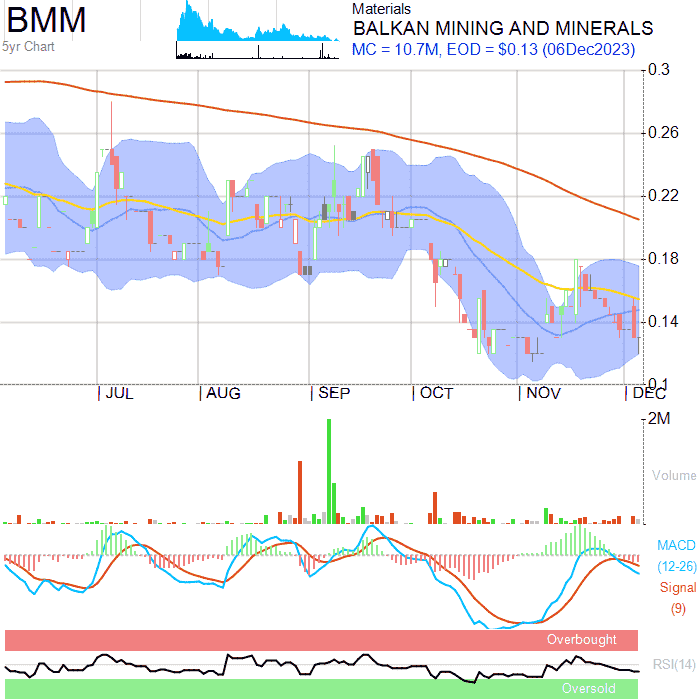 BMM
5yr Chart
Materials
BALKAN MINING AND MINERALS
MC = 10.7M, EOD = $0.13 (06Dec2023)
0.3
0.26
0.22
0.18
0.14
0.1
JUL
AUG
SEP
OCT
NOV
DEC
2M
Volume
MACD
(12-26)
Signal
(9)
Overbought
RSI(14)
Oversold